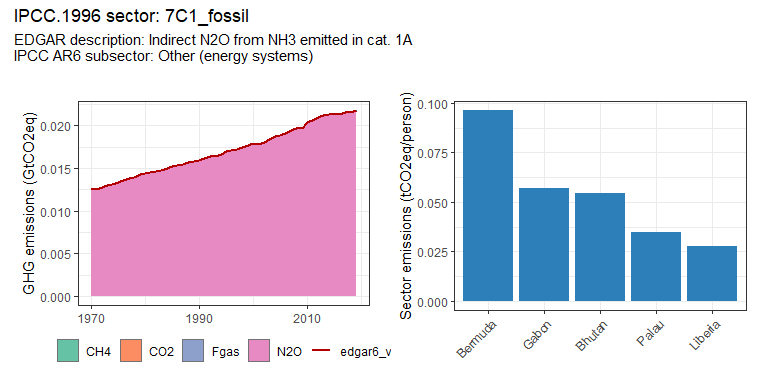 IPCC.1996 sector: 7C1_fossil
EDGAR description: Indirect N2O from NH3 emitted in cat. 1A
IPCC AR6 subsector: Other (energy systems)
GHG emissions (GtCO2eq)
0.020
0.015
0.010
0.005
0.000
1970
1990
2010
CH4
CO2
Fgas
N2O
edgar6_v
Sector emissions (tCO2eq/person)
0.100
0.075
0.050
0.025
0.000
Bermuda
Gabon
Bhutan
Palau
Liberia